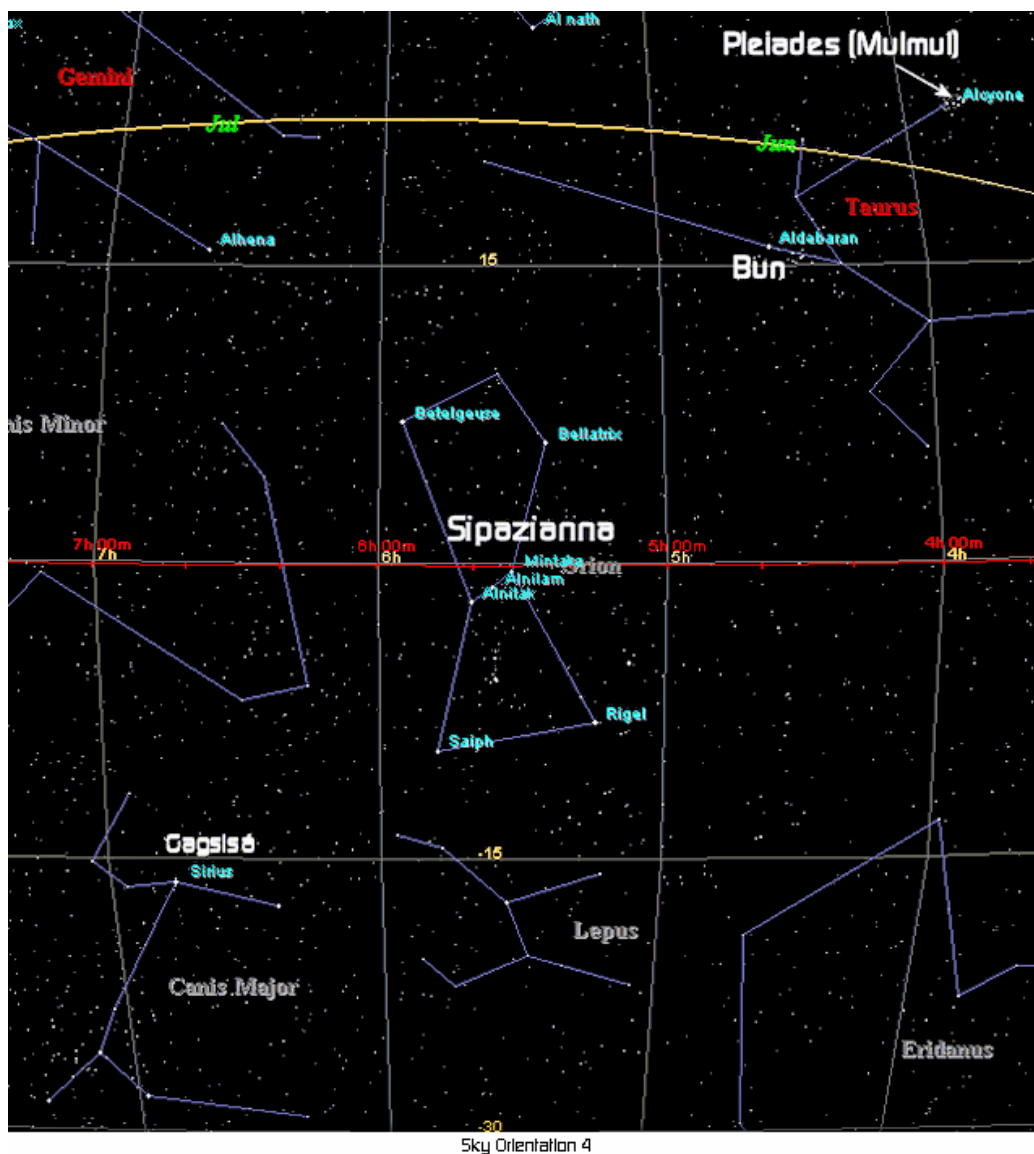 ax
Al nath
Pleiades (Mulmul)
Gemini
Alcyone
Jul
Jun
Taurus
Alhena
Aldebaran
15
Bun
Betelgeuse
nis Minor
Bellatrix
Sipazianna
7h 00m
6h 00m
5h 00m
4h 00m
7h
6h
5h
4h
Mintaka
Orion
Alnilam
Alnitak
Rigel
Saiph
-15
Gagsisá
Sirius
Lepus
Canis Major
Eridanus
-30
Sky Orientation 4